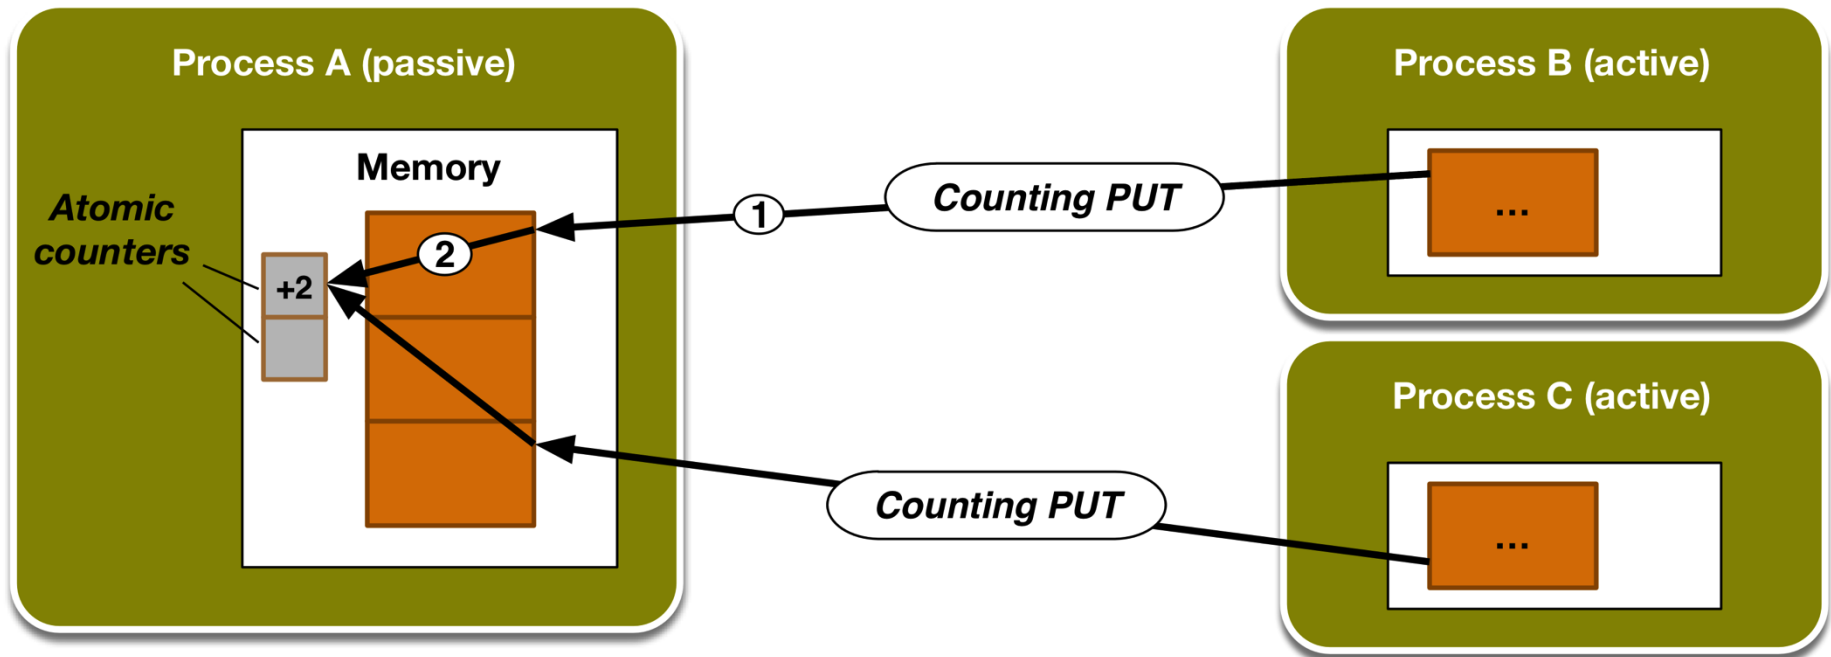 Process A (passive)
Memory
Atomic
counters
+2
2
1
Counting PUT
Counting PUT
Process B (active)
...
Process C (active)
...